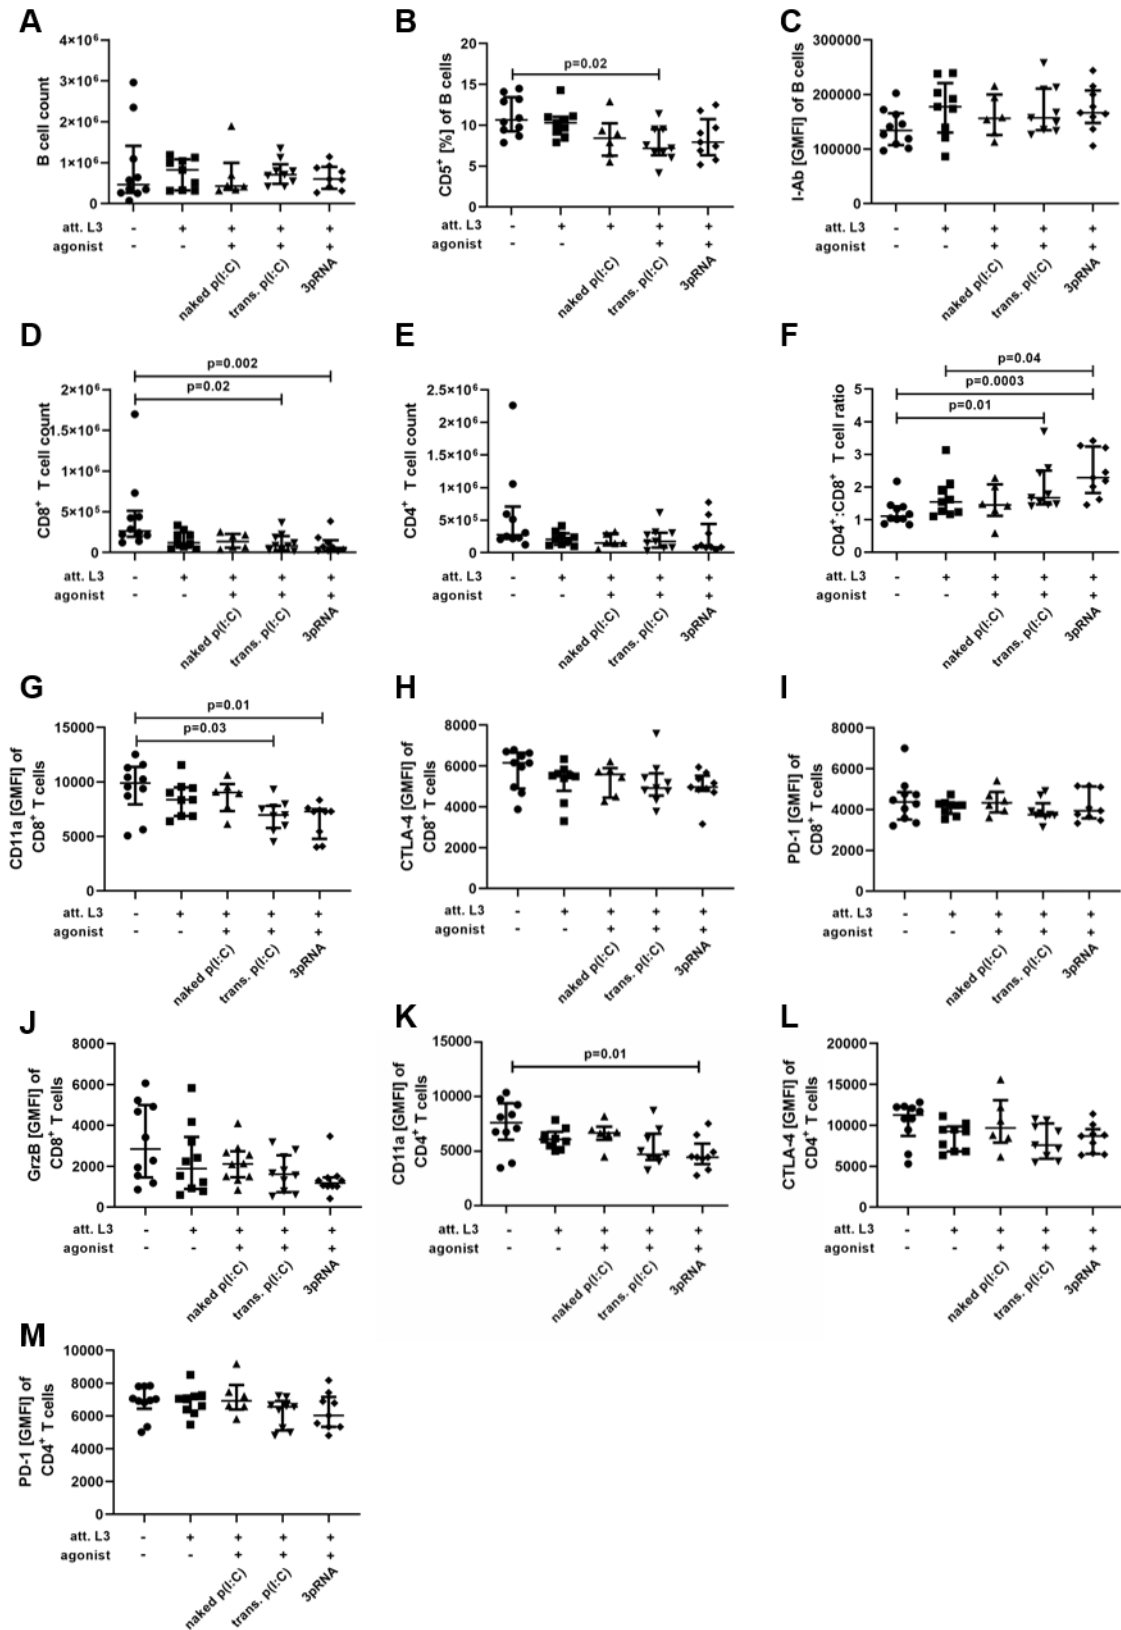 A
B cell count
4×10⁶
3×10⁶
2×10⁶
1×10⁶
0
att. L3 - + + + +
agonist - - + + +
naked p(I:C)
trans. p(I:C)
3pRNA
B
CD5⁺ [%] of B cells
20
15
10
5
0
p=0.02
att. L3 - + + + +
agonist - - + +
naked p(I:C)
trans. p(I:C)
3pRNA
C
I-Ab [GMFI] of B cells
300000
200000
100000
0
att. L3 - + + + +
agonist - - + + +
naked p(I:C)
trans. p(I:C)
3pRNA
D
CD8⁺ T cell count
2×10⁶
1.5×10⁶
1×10⁶
5×10⁵
0
p=0.002
p=0.02
att. L3 - + + + +
agonist - - + + +
naked p(I:C)
trans. p(I:C)
3pRNA
E
CD4⁺ T cell count
2.5×10⁶
2×10⁶
1.5×10⁶
1×10⁶
5×10⁵
0
att. L3 - + + + +
agonist - - + + +
naked p(I:C)
trans. p(I:C)
3pRNA
F
CD4⁺:CD8⁺ T cell ratio
5
4
3
2
1
0
p=0.04
p=0.0003
p=0.01
att. L3 - + + + +
agonist - - + + +
naked p(I:C)
trans. p(I:C)
3pRNA
G
CD11a [GMFI] of
CD8⁺ T cells
15000
10000
5000
0
p=0.01
p=0.03
att. L3 - + + + +
agonist - - + + +
naked p(I:C)
trans. p(I:C)
3pRNA
H
CTLA-4 [GMFI] of
CD8⁺ T cells
8000
6000
4000
2000
0
att. L3 - + + + +
agonist - - + + +
naked p(I:C)
trans. p(I:C)
3pRNA
I
PD-1 [GMFI] of
CD8⁺ T cells
8000
6000
4000
2000
0
att. L3 - + + + +
agonist - - + + +
naked p(I:C)
trans. p(I:C)
3pRNA
J
GrzB [GMFI] of
CD8⁺ T cells
8000
6000
4000
2000
0
att. L3 - + + + +
agonist - - + + +
naked p(I:C)
trans. p(I:C)
3pRNA
K
CD11a [GMFI] of
CD4⁺ T cells
15000
10000
5000
0
p=0.01
att. L3 - + + + +
agonist - - + + +
naked p(I:C)
trans. p(I:C)
3pRNA
L
CTLA-4 [GMFI] of
CD4⁺ T cells
20000
15000
10000
5000
0
att. L3 - + + + +
agonist - - + + +
naked p(I:C)
trans. p(I:C)
3pRNA
M
PD-1 [GMFI] of
CD4⁺ T cells
10000
8000
6000
4000
2000
0
att. L3 - + + + +
agonist - - + + +
naked p(I:C)
trans. p(I:C)
3pRNA